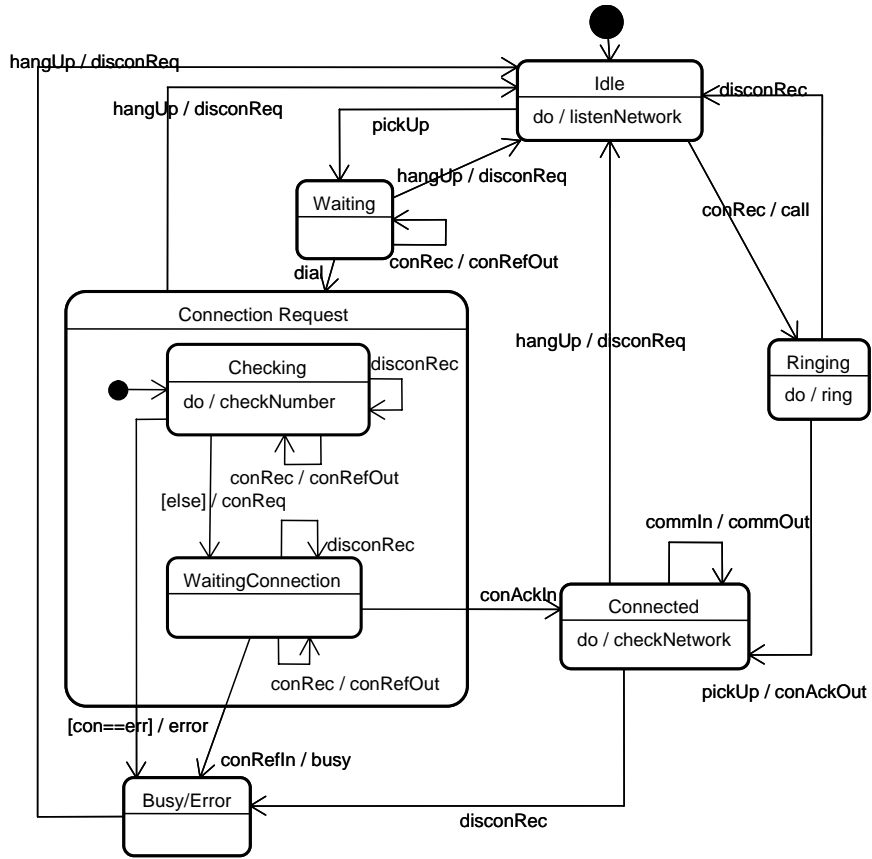 hangUp / disconReq
Idle
disconRec
hangUp / disconReq
do / listenNetwork
pickUp
hangUp / disconReq
Waiting
conRec / call
conRec / conRefOut
dial
Connection Request
hangUp / disconReq
Checking
disconRec
Ringing
do / checkNumber
do / ring
conRec / conRefOut
[else] / conReq
commIn / commOut
disconRec
WaitingConnection
conAckIn
Connected
do / checkNetwork
conRec / conRefOut
pickUp / conAckOut
[con==err] / error
conRefIn / busy
Busy/Error
disconRec